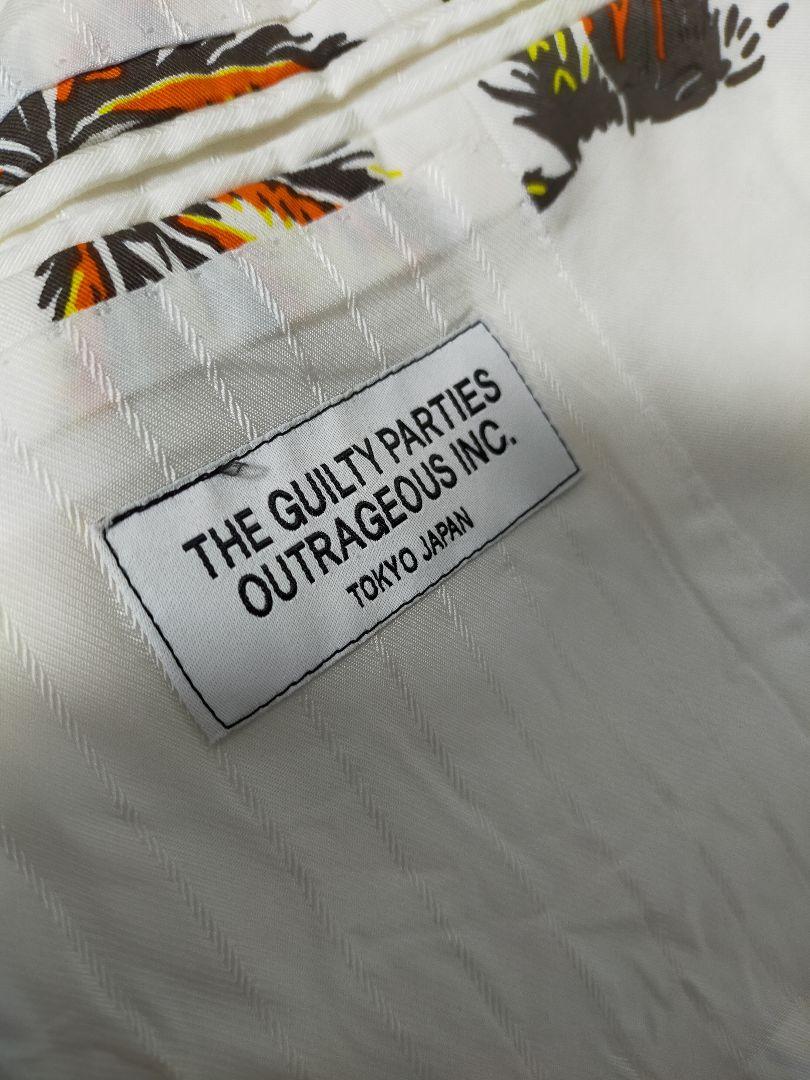 THE GUILTY PARTIES
OUTRAGEOUS INC.
TOKYO JAPAN